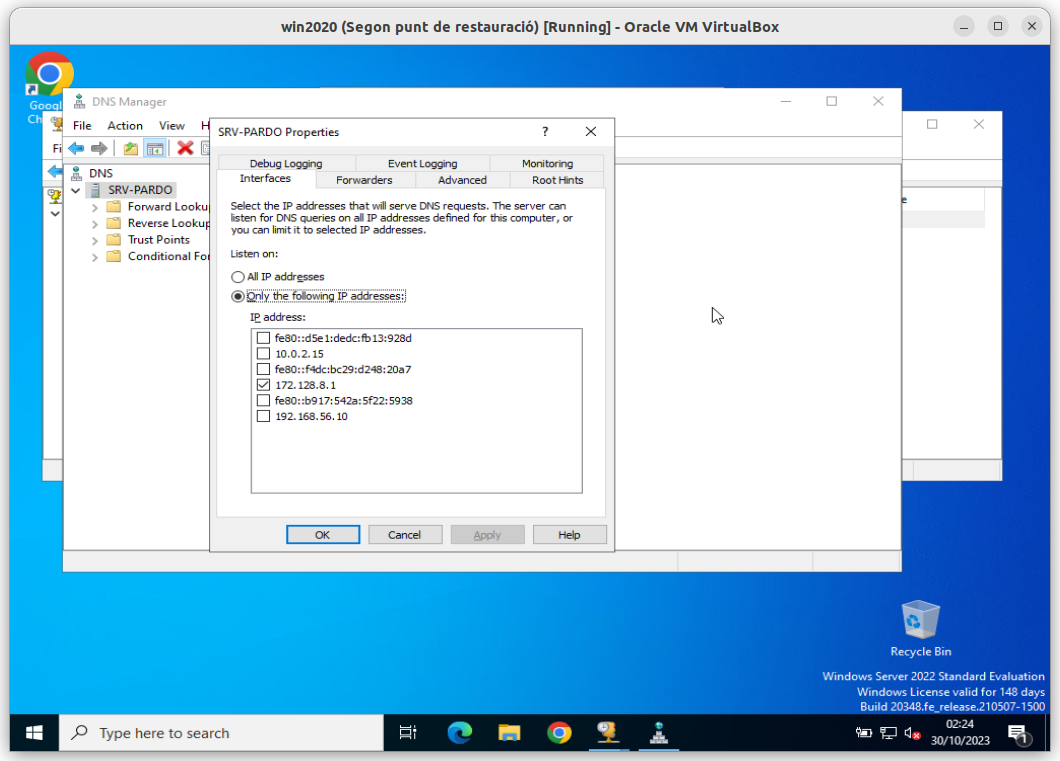 win2020 (Segon punt de restauració) [Running] - Oracle VM VirtualBox
Googl
Ch
DNS Manager
File Action View H
Fi
SRV-PARDO Properties
?
Debug Logging Event Logging Monitoring
Interfaces Forwarders Advanced Root Hints
DNS
SRV-PARDO
Forward Looku
Reverse Lookup
Trust Points
Conditional For
e
Select the IP addresses that will serve DNS requests. The server can
listen for DNS queries on all IP addresses defined for this computer, or
you can limit it to selected IP addresses.
Listen on:
All IP addresses
Only the following IP addresses:
IP address:
fe80::d5e1:dedc:fb13:928d
10.0.2.15
fe80::f4dc:bc29:d248:20a7
172.128.8.1
fe80::b917:542a:5f22:5938
192.168.56.10
OK Cancel Apply Help
Recycle Bin
Windows Server 2022 Standard Evaluation
Windows License valid for 148 days
Build 20348.fe_release.210507-1500
Type here to search
02:24
30/10/2023
1